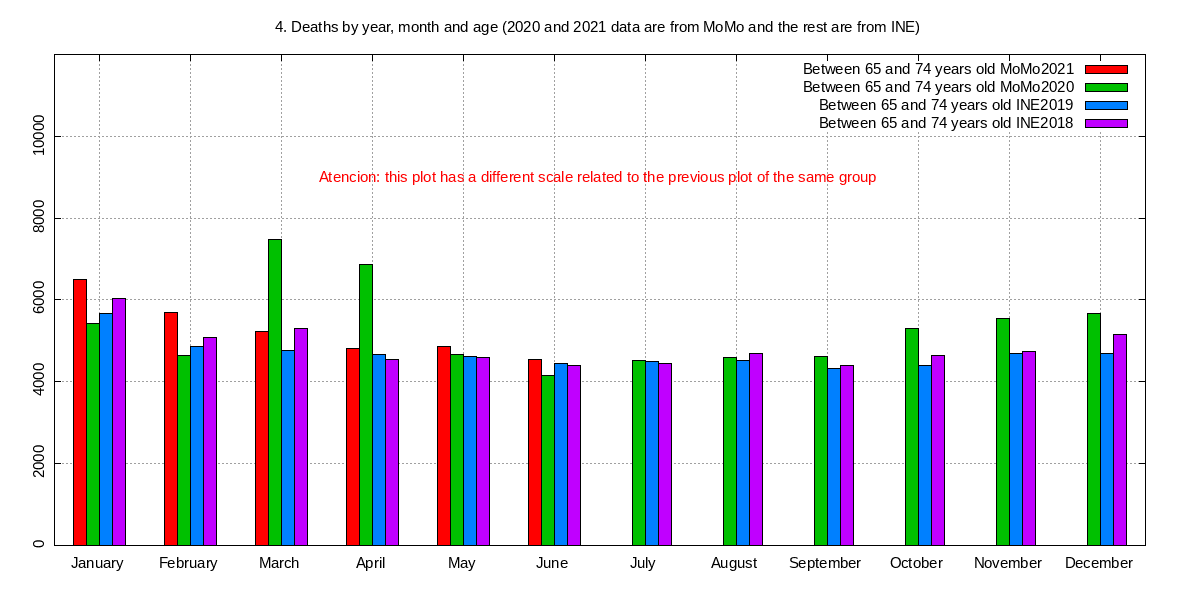 4. Deaths by year, month and age (2020 and 2021 data are from MoMo and the rest are from INE)
Between 65 and 74 years old MoMo2021
Between 65 and 74 years old MoMo2020
Between 65 and 74 years old INE2019
Between 65 and 74 years old INE2018
Atencion: this plot has a different scale related to the previous plot of the same group
10000
8000
6000
4000
2000
0
January February March April May June July August September October November December